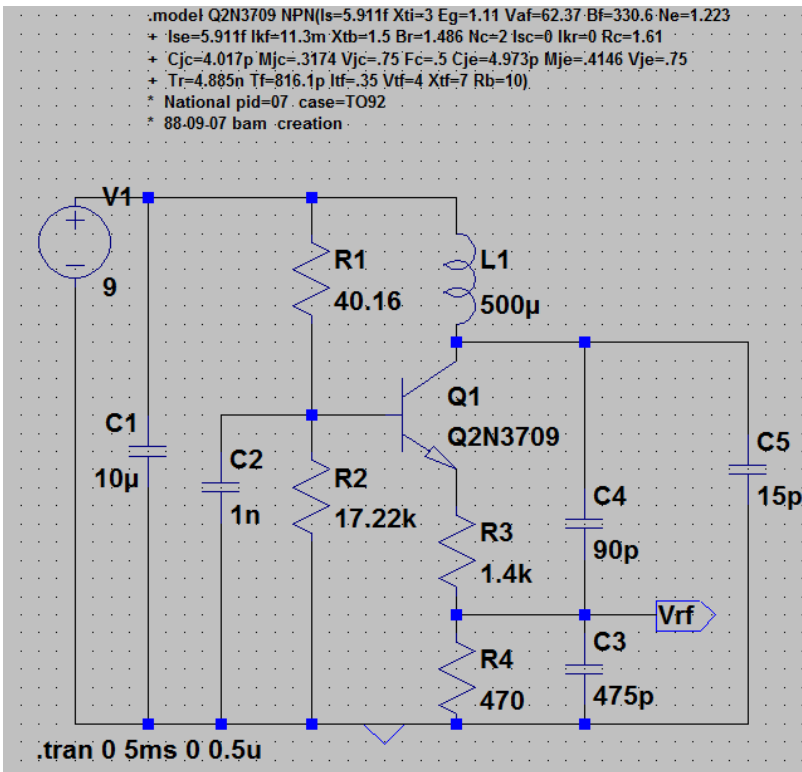 .model Q2N3709 NPN(Is=5.911f Xti=3 Eg=1.11 Vaf=62.37 Bf=330.6 Ne=1.223
+ Ise=5.911f Ikf=11.3m Xtb=1.5 Br=1.486 Nc=2 Isc=0 Ikr=0 Rc=1.61
+ Cjc=4.017p Mjc=.3174 Vjc=.75 Fc=.5 Cje=4.973p Mje=.4146 Vje=.75
+ Tr=4.885n Tf=816.1p Itf=.35 Vtf=4 Xtf=7 Rb=10)
* National pid=07 case=TO92
* 88-09-07 bam creation
V1
9
R1
40.16
L1
500µ
C1
10µ
C2
1n
R2
17.22k
Q1
Q2N3709
C5
15p
C4
90p
R3
1.4k
Vrf
C3
475p
R4
470
.tran 0 5ms 0 0.5u